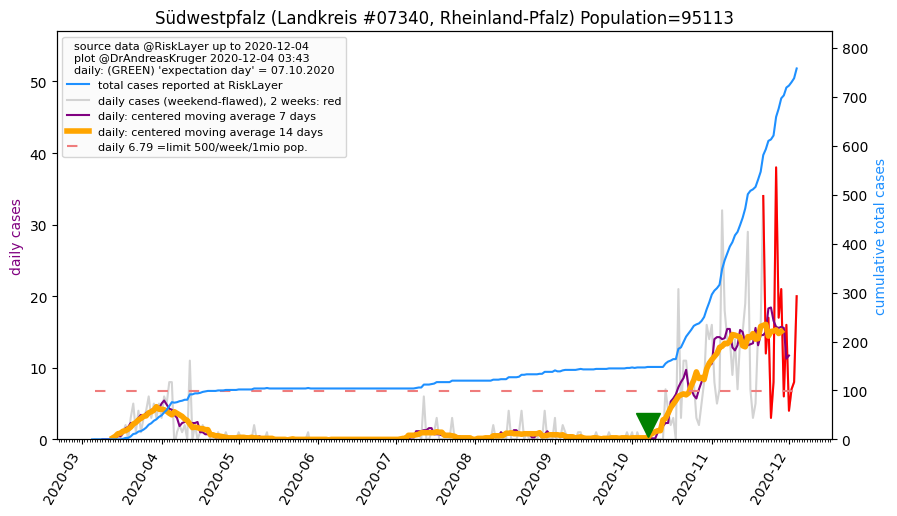 Südwestpfalz (Landkreis #07340, Rheinland-Pfalz) Population=95113
source data @RiskLayer up to 2020-12-04
plot @DrAndreasKruger 2020-12-04 03:43
daily: (GREEN) 'expectation day' = 07.10.2020
total cases reported at RiskLayer
daily cases (weekend-flawed), 2 weeks: red
daily: centered moving average 7 days
daily: centered moving average 14 days
daily 6.79 =limit 500/week/1mio pop.
daily cases
50
40
30
20
10
0
cumulative total cases
800
700
600
500
400
300
200
100
0
2020-03
2020-04
2020-05
2020-06
2020-07
2020-08
2020-09
2020-10
2020-11
2020-12